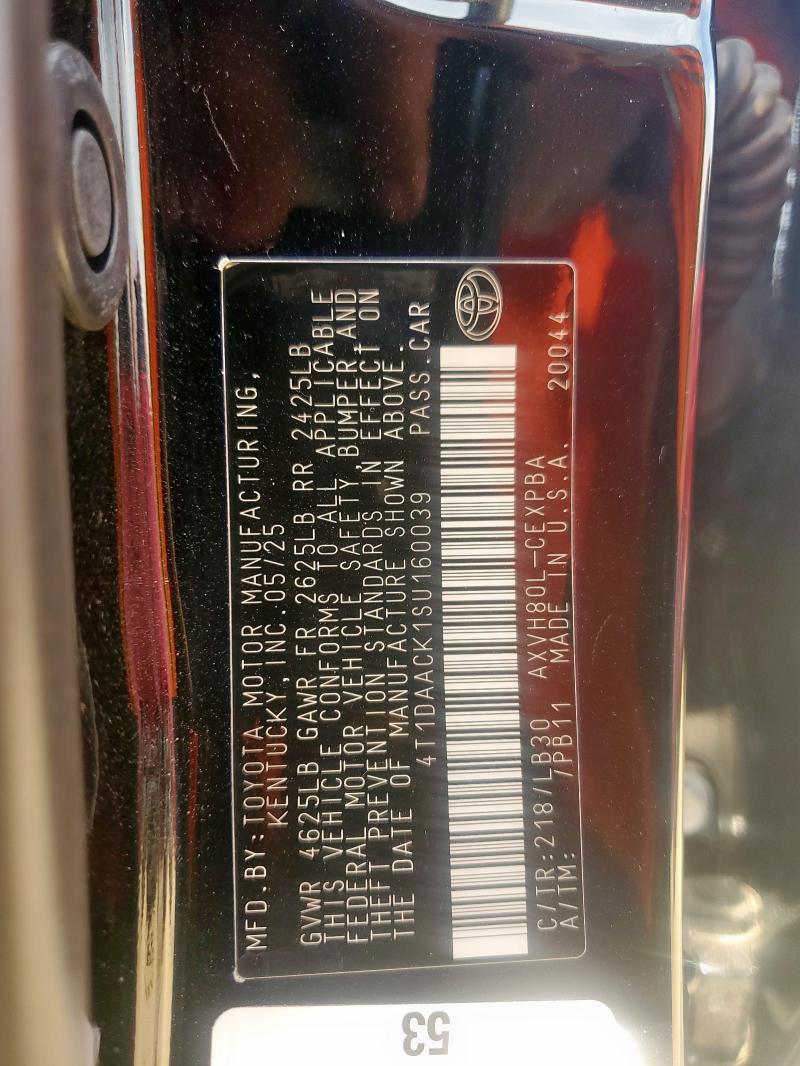 MFD.BY:TOYOTA MOTOR MANUFACTURING,
KENTUCKY,INC.05/25
GVWR 4625LB GAWR FR 2625LB RR 2425LB
THIS VEHICLE CONFORMS TO ALL APPLICABLE
FEDERAL MOTOR VEHICLE SAFETY,BUMPER,AND
THEFT PREVENTION STANDARDS IN EFFECT ON
THE DATE OF MANUFACTURE SHOWN ABOVE.
4T1DAACK1SU160039 PASS.CAR
C/TR:218/LB30 AXVH80L-CEXPBA
A/TM: /PB11 MADE IN U.S.A. 20044
53